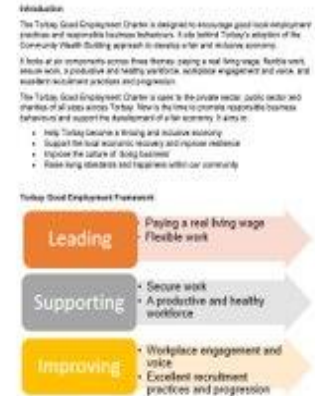 Introduction
The Torbay Good Employment Charter is designed to encourage good local employment
practices and responsible business behaviours. It sits behind Torbay's adoption of the
Community Wealth Building approach to develop a fair and inclusive economy.
It looks at six components across three themes: paying a real living wage, flexible work,
secure work, a productive and healthy workforce, workplace engagement and voice, and
excellent recruitment practices and progression.
The Torbay Good Employment Charter is open to the private sector, public sector and
charities of all sizes across Torbay. Now is the time to promote responsible business
behaviours and support the development of a fair economy. It aims to:
• Help Torbay become a thriving and inclusive economy
• Support the local economic recovery and improve resilience
• Improve the culture of 'doing business'
• Raise living standards and happiness within our community
Torbay Good Employment Framework
Leading
• Paying a real living wage
• Flexible work
Supporting
• Secure work
• A productive and healthy
workforce
Improving
• Workplace engagement and
voice
• Excellent recruitment
practices and progression